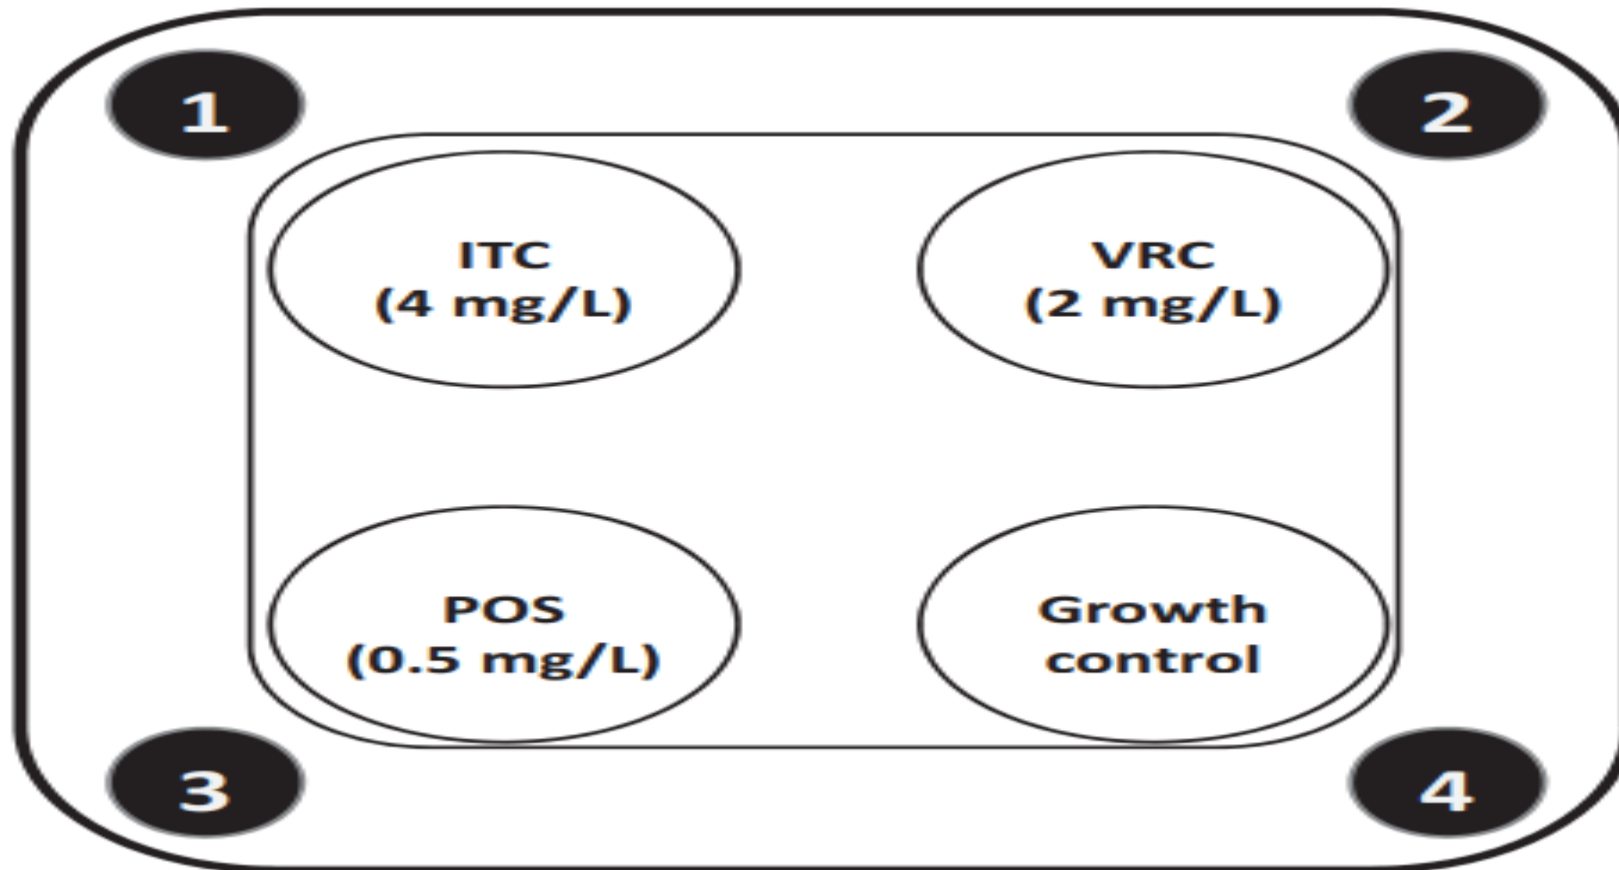 1
2
ITC
(4 mg/L)
VRC
(2 mg/L)
POS
(0.5 mg/L)
Growth
control
3
4